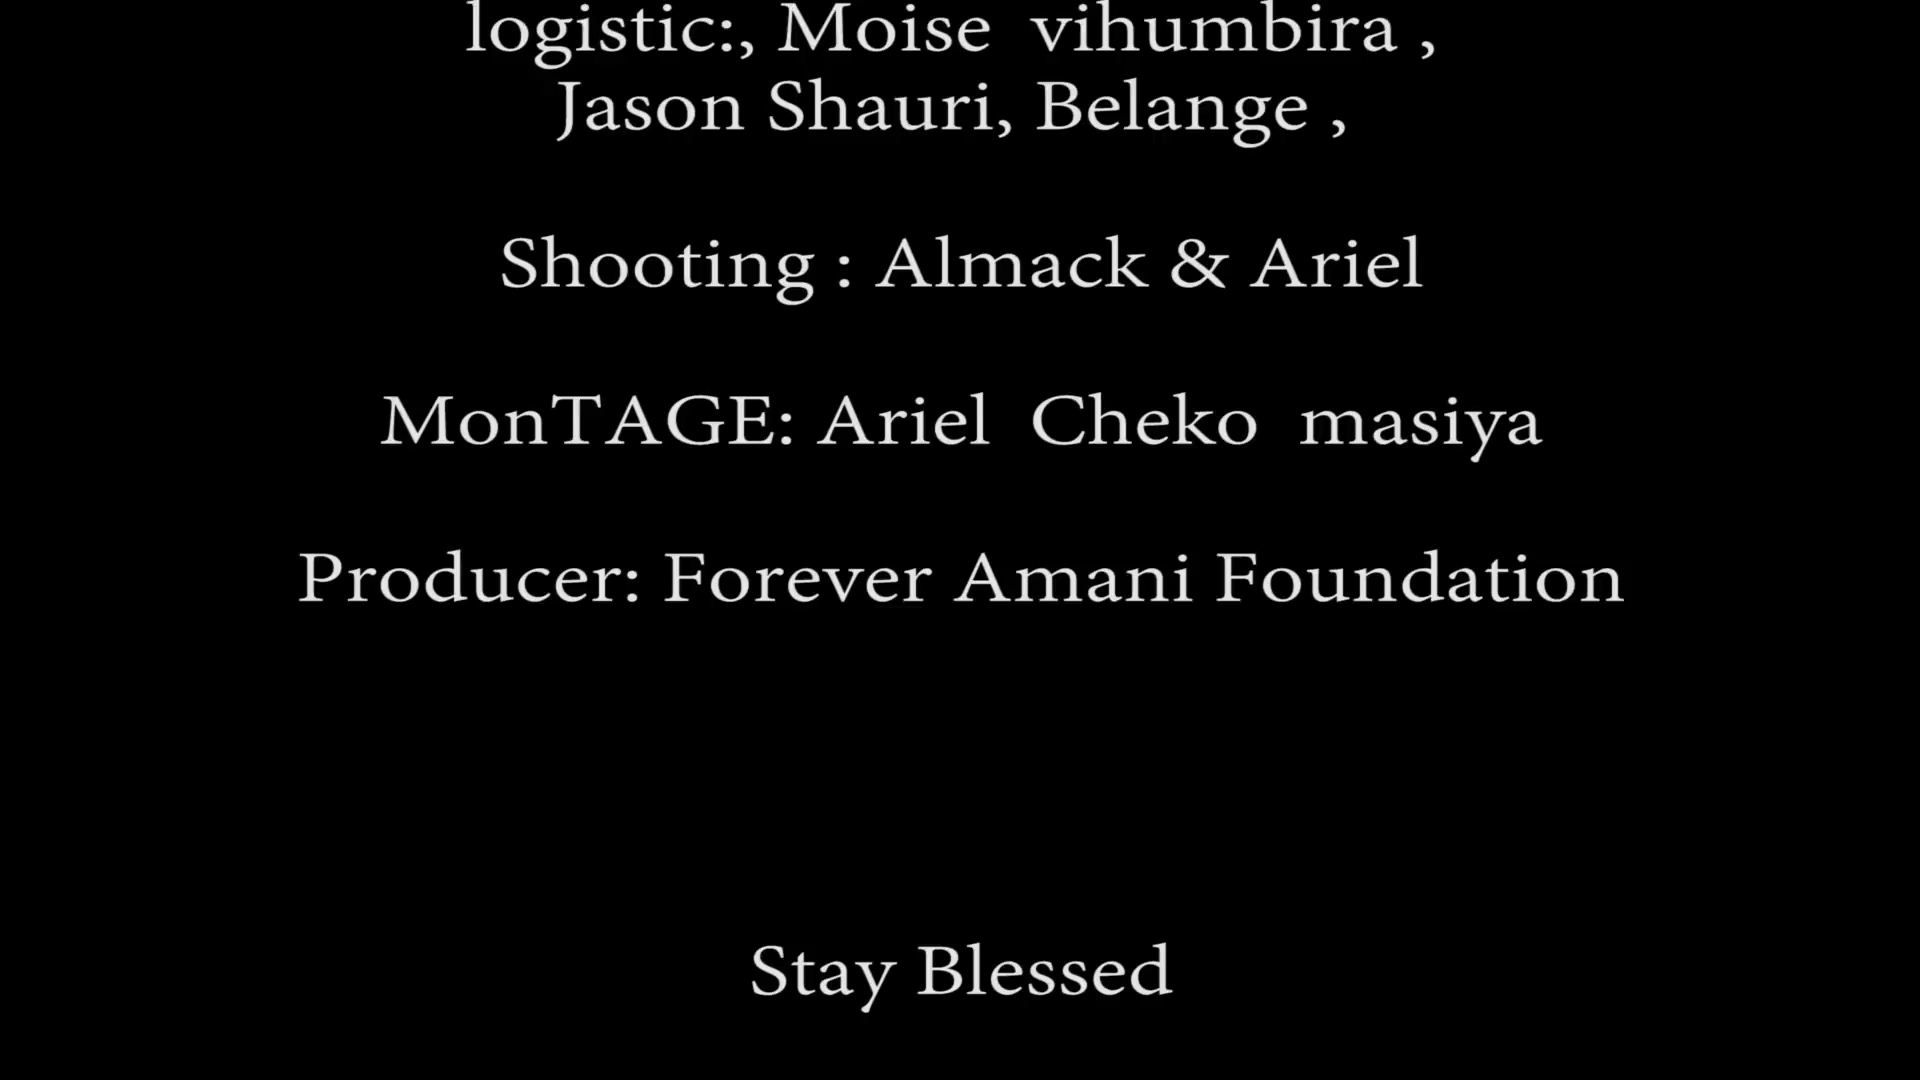 logistic:, Moise vihumbira ,
Jason Shauri, Belange ,
Shooting : Almack & Ariel
MonTAGE: Ariel Cheko masiya
Producer: Forever Amani Foundation
Stay Blessed